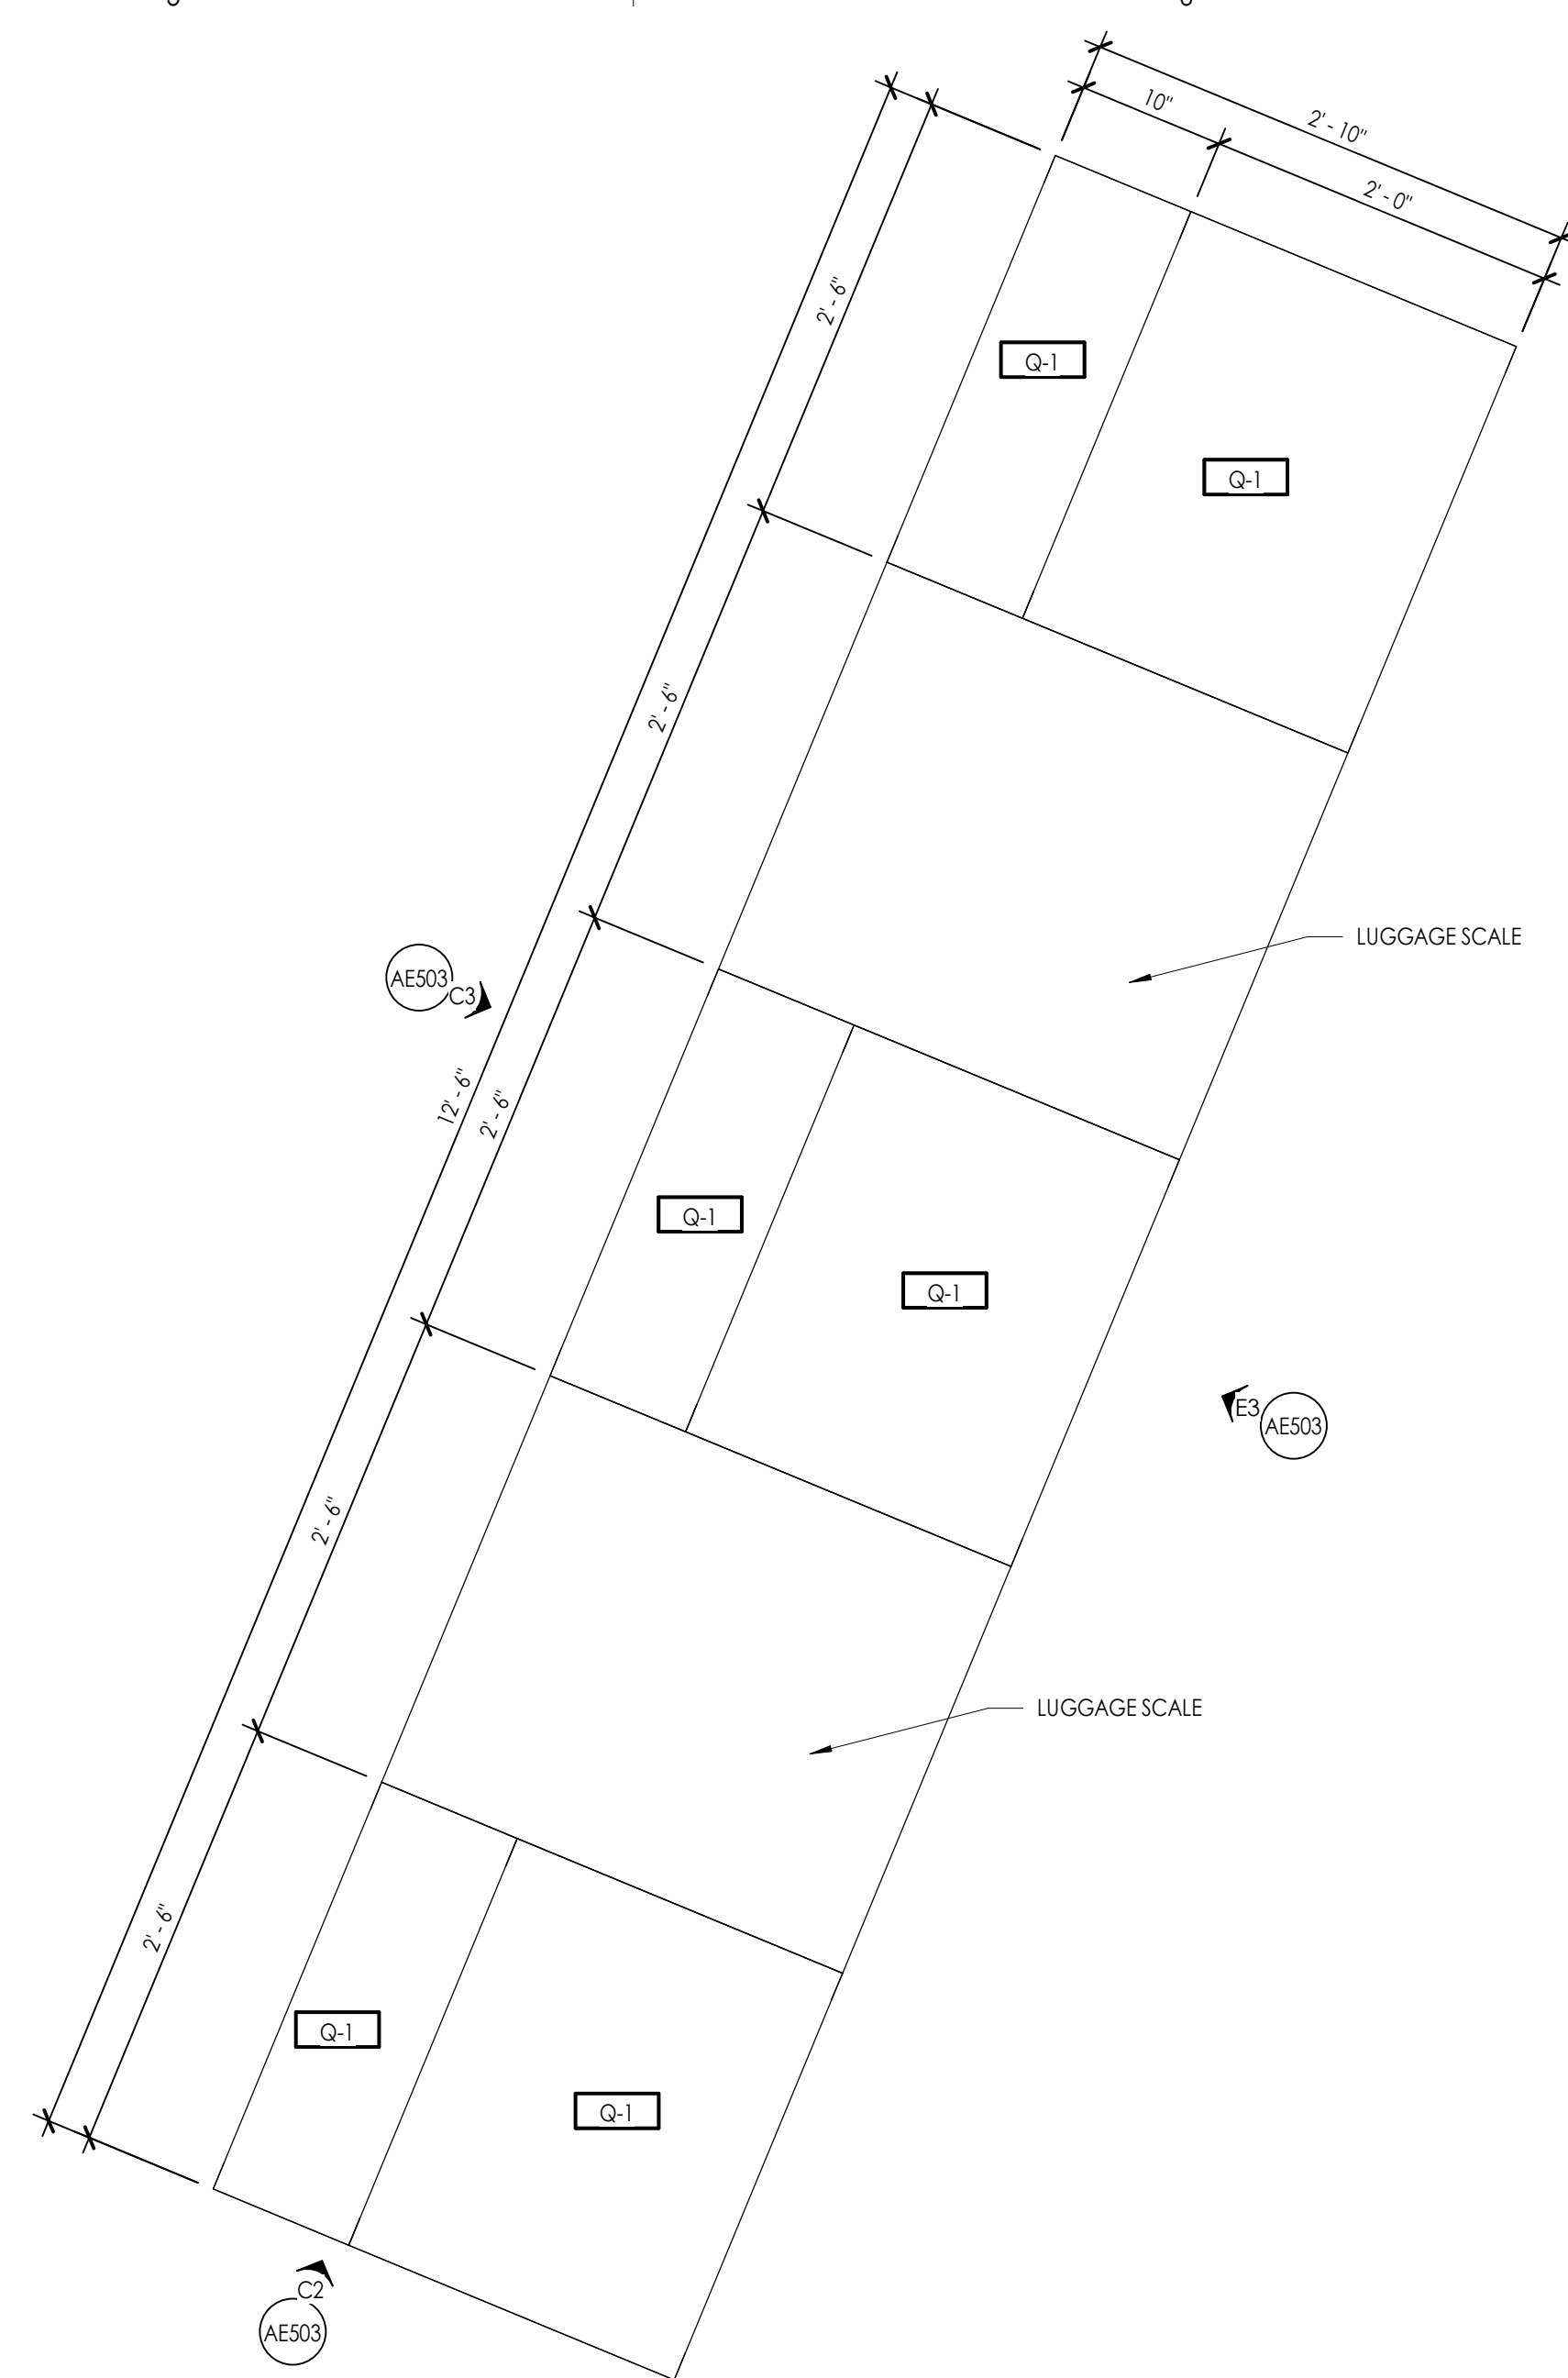 10"
2' - 10"
2' - 0"
2' - 6"
Q-1
Q-1
2' - 6"
LUGGAGE SCALE
AE503
C3
12' - 6"
2' - 6"
Q-1
Q-1
E3
AE503
2' - 6"
LUGGAGE SCALE
2' - 6"
Q-1
Q-1
C2
AE503